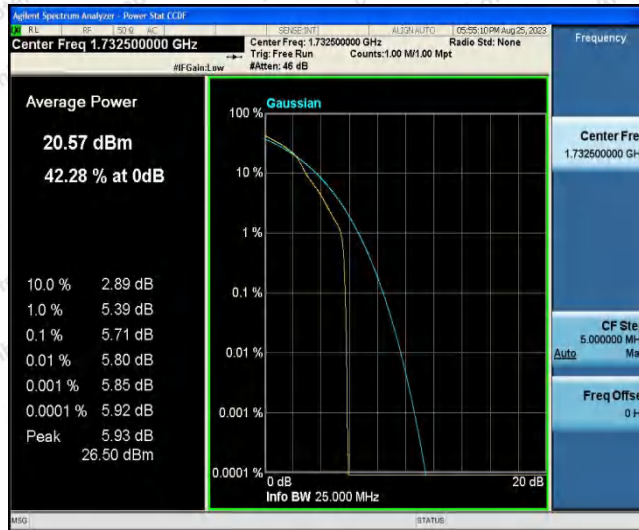 Agilent Spectrum Analyzer - Power Stat CCDF
RL RF 50 Ω AC SENSE:INT ALIGN AUTO 05:55:10 PM Aug 25, 2023
Center Freq 1.732500000 GHz
Center Freq: 1.732500000 GHz Radio Std: None
Trig: Free Run Counts:1.00 M/1.00 Mpt
#IFGain:Low #Atten: 46 dB
Frequency
Average Power
20.57 dBm
42.28 % at 0dB
10.0 % 2.89 dB
1.0 % 5.39 dB
0.1 % 5.71 dB
0.01 % 5.80 dB
0.001 % 5.85 dB
0.0001 % 5.92 dB
Peak 5.93 dB
26.50 dBm
Gaussian
100 %
10 %
1 %
0.1 %
0.01 %
0.001 %
0.0001 %
0 dB 20 dB
Info BW 25.000 MHz
Center Fre
1.732500000 GH
CF Ste
5.000000 MH
Auto Ma
Freq Offse
0 H
MSG STATUS